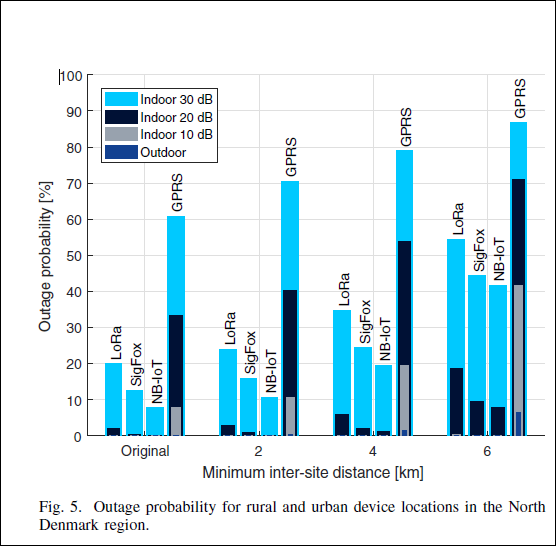 100
90
80
70
60
50
40
30
20
10
0
Outage probability [%]
Indoor 30 dB
Indoor 20 dB
Indoor 10 dB
Outdoor
LoRa
SigFox
NB-IoT
GPRS
LoRa
SigFox
NB-IoT
GPRS
LoRa
SigFox
NB-IoT
GPRS
LoRa
SigFox
NB-IoT
GPRS
Original
2
4
6
Minimum inter-site distance [km]
Fig. 5. Outage probability for rural and urban device locations in the North
Denmark region.